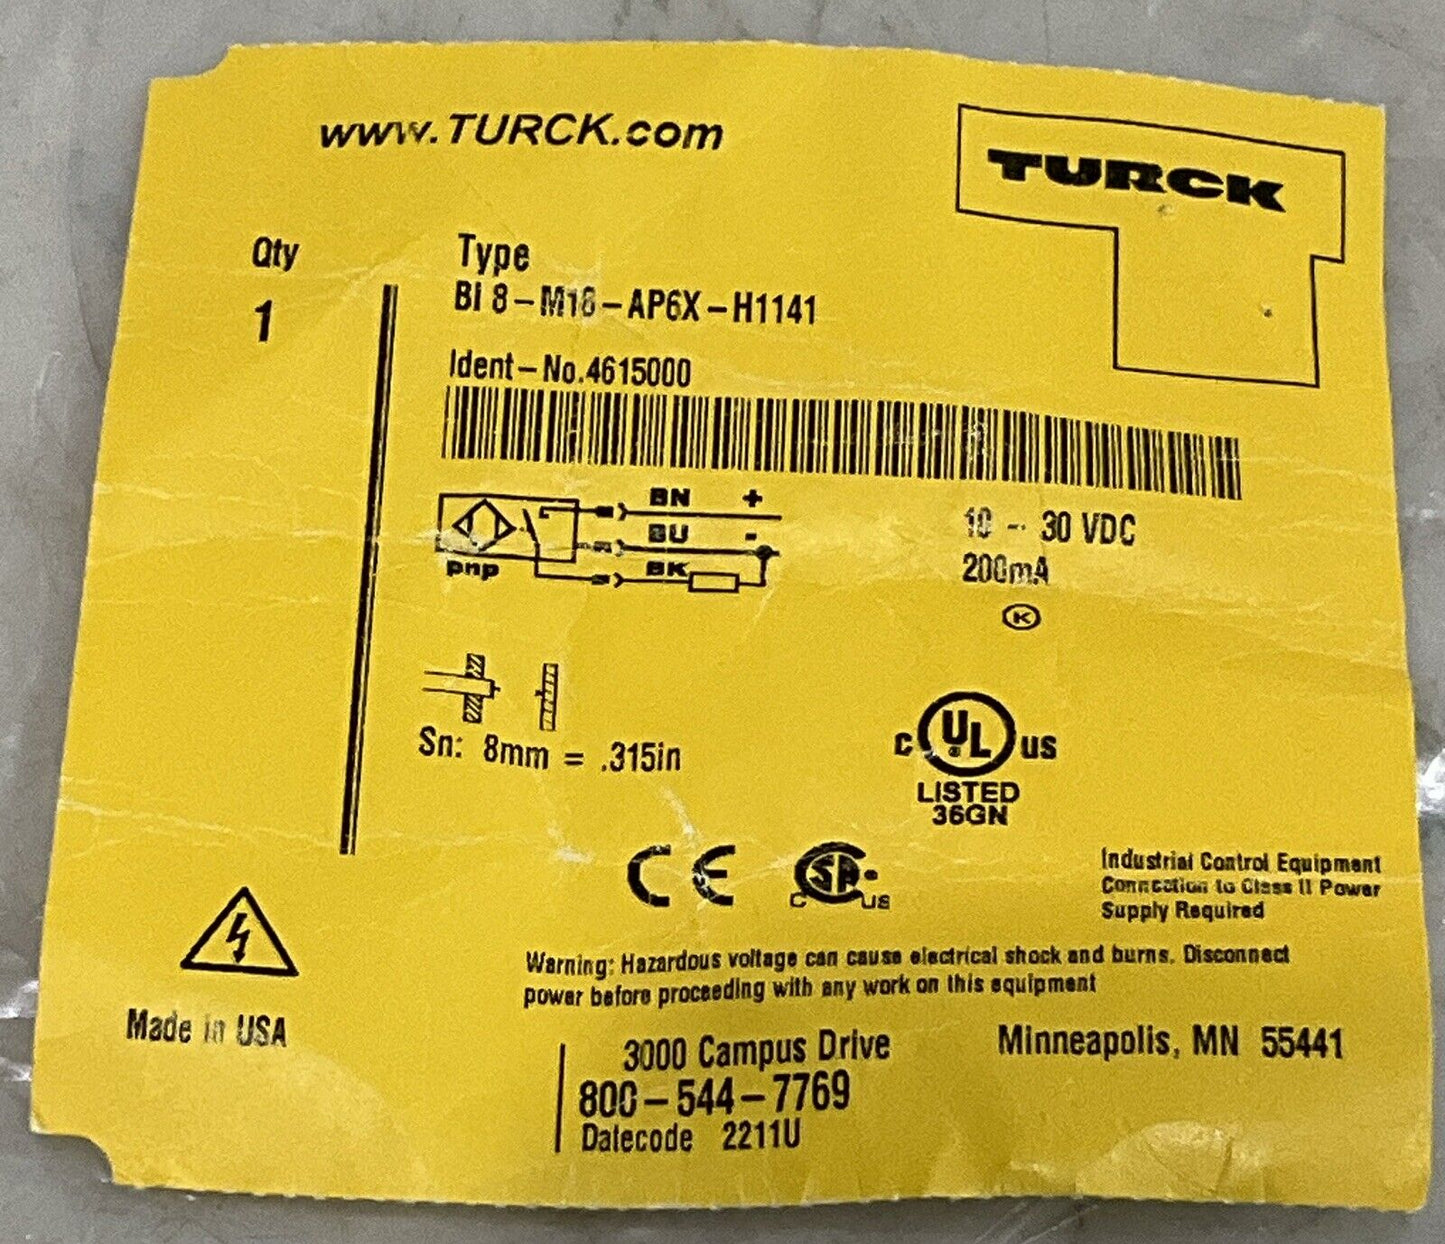 www.TURCK.com
TURCK
Qty
1
Type
Bi 8-M18-AP6X-H1141
Ident-No.4615000
BN +
BU -
BK
pnp
10 - 30 VDC
200mA
K
Sn: 8mm = .315in
C UL US
®
LISTED
36GN
CE
C SA US
Industrial Control Equipment
Connection to Class II Power
Supply Required
Warning: Hazardous voltage can cause electrical shock and burns. Disconnect
power before proceeding with any work on this equipment
Made in USA
3000 Campus Drive Minneapolis, MN 55441
800-544-7769
Datecode 2211U